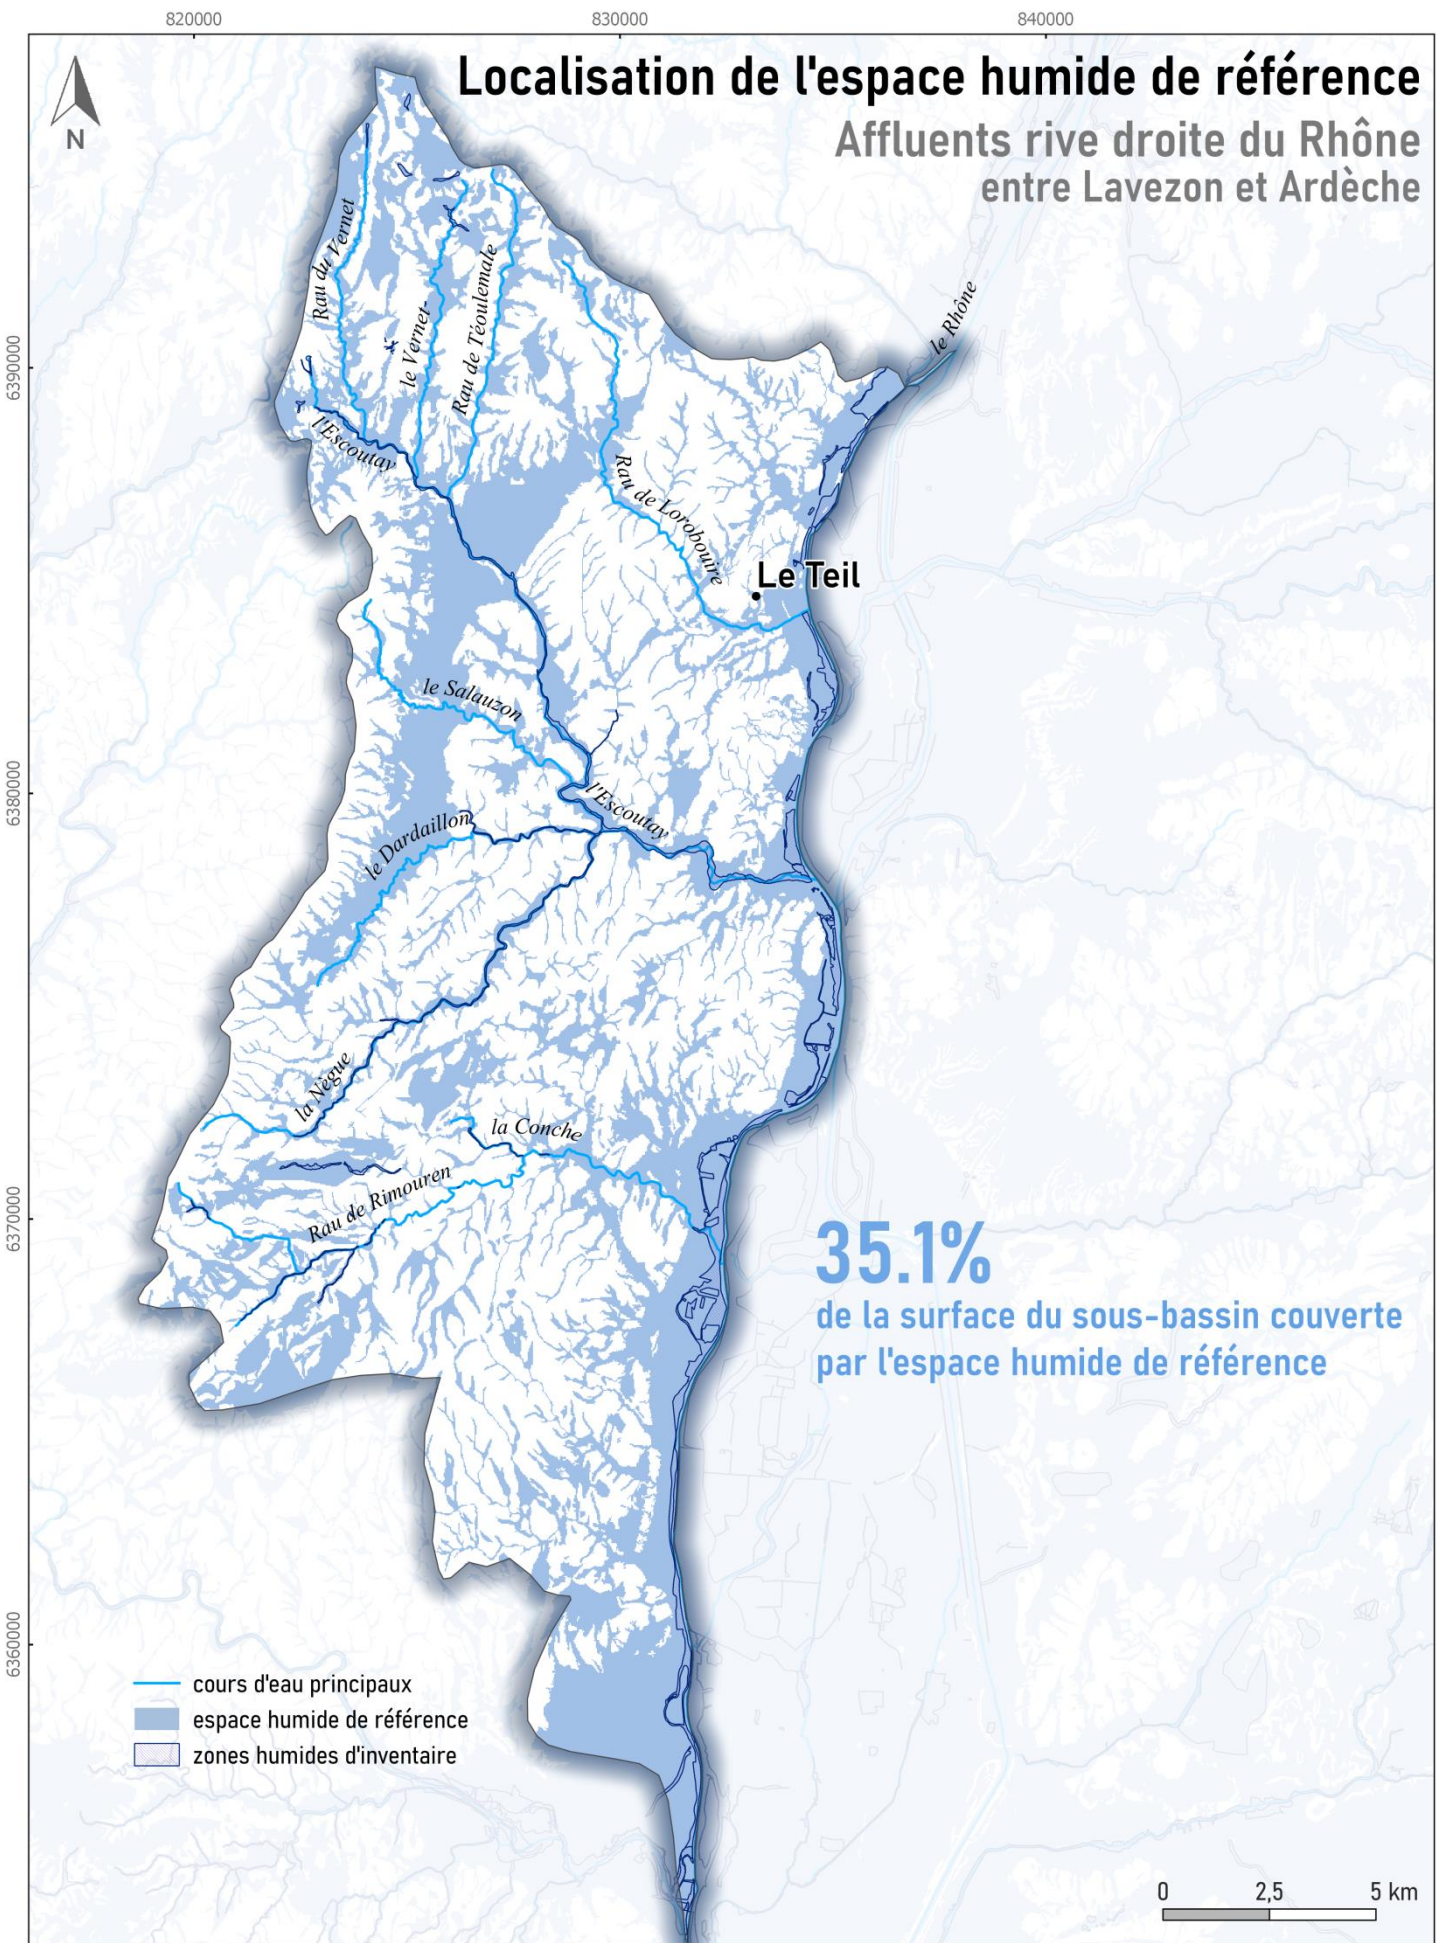 820000
830000
840000
Localisation de l'espace humide de référence
Affluents rive droite du Rhône
entre Lavezon et Ardèche
N
Rau du Vernet
le Vernet
Rau de Téoulemale
le Rhône
6390000
l'Escoutay
Rau de Lorobouire
Le Teil
le Salauzon
6380000
l'Escoutay
le Dardaillon
la Nègue
la Conche
Rau de Rimouren
6370000
35.1%
de la surface du sous-bassin couverte
par l'espace humide de référence
6360000
cours d'eau principaux
espace humide de référence
zones humides d'inventaire
0 2,5 5 km